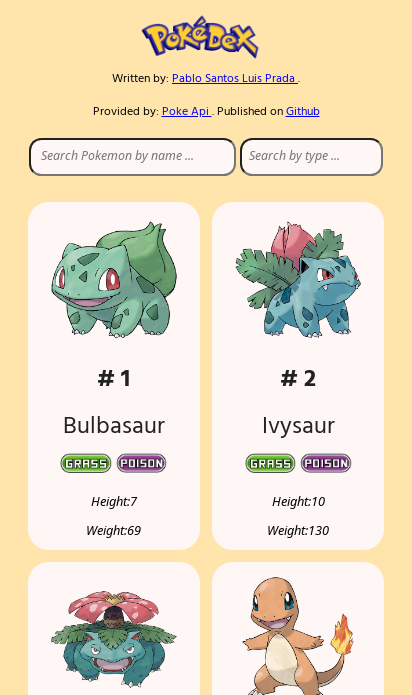 PokéDex
Written by: Pablo Santos Luis Prada .
Provided by: Poke Api . Published on Github
Search Pokemon by name ... Search by type ...
# 1
Bulbasaur
GRASS POISON
Height:7
Weight:69
# 2
Ivysaur
GRASS POISON
Height:10
Weight:130